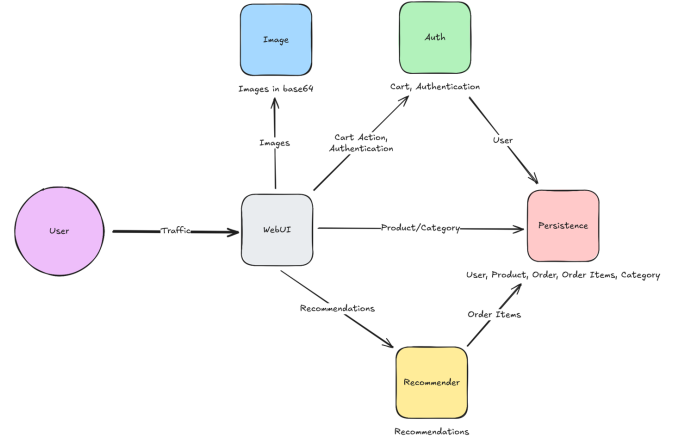 Image
Auth
Images in base64
Cart, Authentication
Images
Cart Action,
Authentication
User
User
Traffic
WebUI
Product/Category
Persistence
User, Product, Order, Order Items, Category
Recommendations
Order Items
Recommender
Recommendations